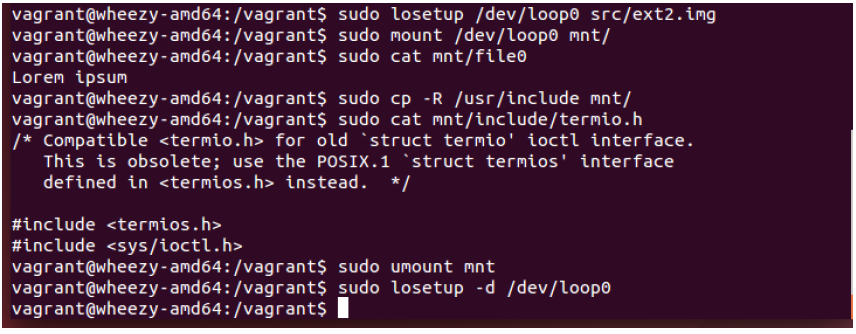 vagrant@wheezy-amd64:/vagrant$ sudo losetup /dev/loop0 src/ext2.img
vagrant@wheezy-amd64:/vagrant$ sudo mount /dev/loop0 mnt/
vagrant@wheezy-amd64:/vagrant$ sudo cat mnt/file0
Lorem ipsum
vagrant@wheezy-amd64:/vagrant$ sudo cp -R /usr/include mnt/
vagrant@wheezy-amd64:/vagrant$ sudo cat mnt/include/termio.h
/* Compatible <termio.h> for old `struct termio' ioctl interface.
   This is obsolete; use the POSIX.1 `struct termios' interface
   defined in <termios.h> instead.  */

#include <termios.h>
#include <sys/ioctl.h>
vagrant@wheezy-amd64:/vagrant$ sudo umount mnt
vagrant@wheezy-amd64:/vagrant$ sudo losetup -d /dev/loop0
vagrant@wheezy-amd64:/vagrant$